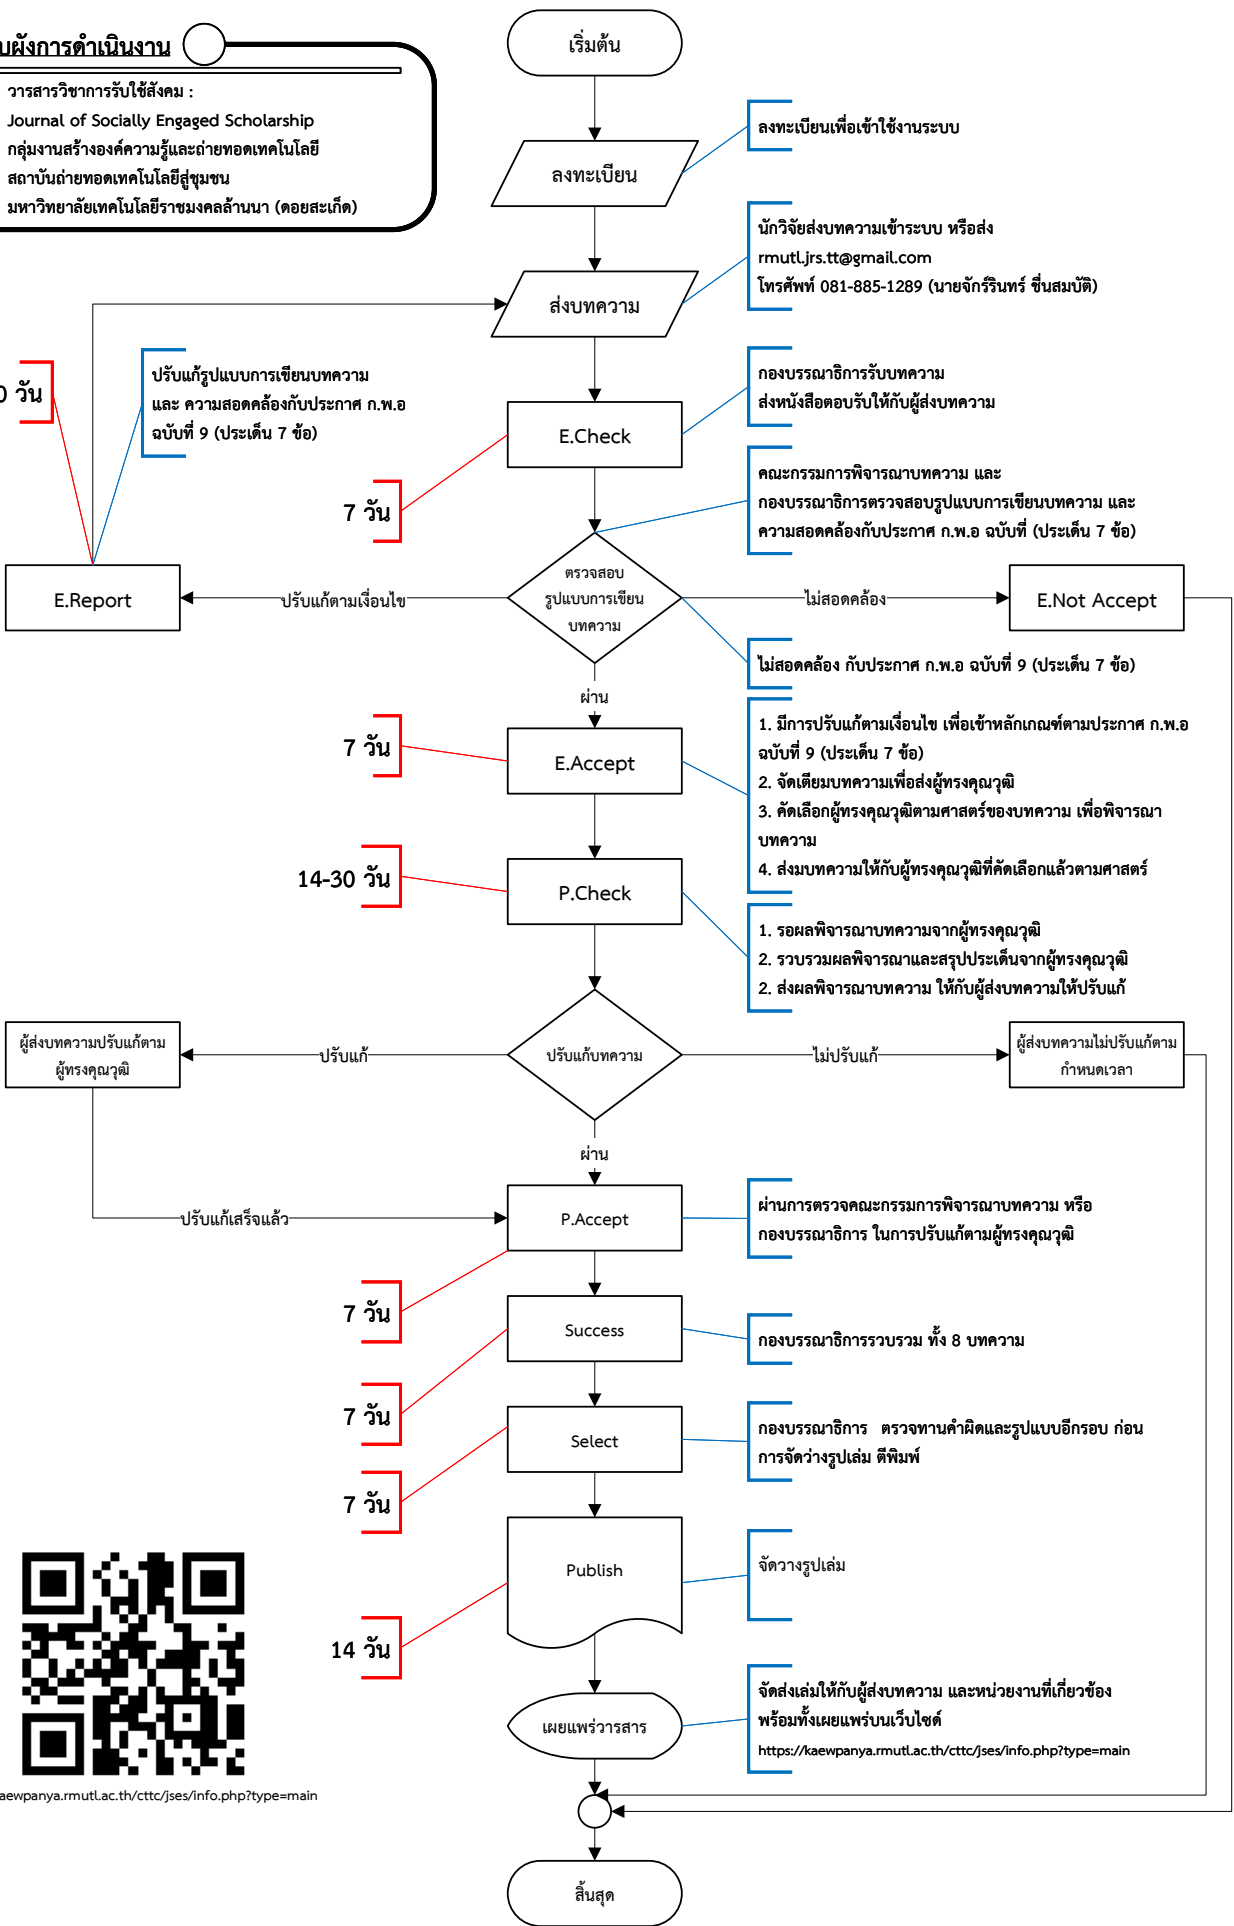 ผังการดำเนินงาน
วารสารวิชาการรับใช้สังคม :
Journal of Socially Engaged Scholarship
กลุ่มงานสร้างองค์ความรู้และถ่ายทอดเทคโนโลยี
สถาบันถ่ายทอดเทคโนโลยีสู่ชุมชน
มหาวิทยาลัยเทคโนโลยีราชมงคลล้านนา (ดอยสะเก็ด)
เริ่มต้น
ลงทะเบียน
ลงทะเบียนเพื่อเข้าใช้งานระบบ
ส่งบทความ
นักวิจัยส่งบทความเข้าระบบ หรือส่ง
rmutl.jrs.tt@gmail.com
โทรศัพท์ 081-885-1289 (นายจักร์รินทร์ ชื่นสมบัติ)
0 วัน
ปรับแก้รูปแบบการเขียนบทความ
และ ความสอดคล้องกับประกาศ ก.พ.อ
ฉบับที่ 9 (ประเด็น 7 ข้อ)
E.Check
กองบรรณาธิการรับบทความ
ส่งหนังสือตอบรับให้กับผู้ส่งบทความ
7 วัน
คณะกรรมการพิจารณาบทความ และ
กองบรรณาธิการตรวจสอบรูปแบบการเขียนบทความ และ
ความสอดคล้องกับประกาศ ก.พ.อ ฉบับที่ (ประเด็น 7 ข้อ)
E.Report
ปรับแก้ตามเงื่อนไข
ตรวจสอบ
รูปแบบการเขียน
บทความ
ไม่สอดคล้อง
E.Not Accept
ไม่สอดคล้อง กับประกาศ ก.พ.อ ฉบับที่ 9 (ประเด็น 7 ข้อ)
ผ่าน
7 วัน
E.Accept
1. มีการปรับแก้ตามเงื่อนไข เพื่อเข้าหลักเกณฑ์ตามประกาศ ก.พ.อ
ฉบับที่ 9 (ประเด็น 7 ข้อ)
2. จัดเตียมบทความเพื่อส่งผู้ทรงคุณวุฒิ
3. คัดเลือกผู้ทรงคุณวุฒิตามศาสตร์ของบทความ เพื่อพิจารณา
บทความ
4. ส่งมบทความให้กับผู้ทรงคุณวุฒิที่คัดเลือกแล้วตามศาสตร์
14-30 วัน
P.Check
1. รอผลพิจารณาบทความจากผู้ทรงคุณวุฒิ
2. รวบรวมผลพิจารณาและสรุปประเด็นจากผู้ทรงคุณวุฒิ
2. ส่งผลพิจารณาบทความ ให้กับผู้ส่งบทความให้ปรับแก้
ผู้ส่งบทความปรับแก้ตาม
ผู้ทรงคุณวุฒิ
ปรับแก้
ปรับแก้บทความ
ไม่ปรับแก้
ผู้ส่งบทความไม่ปรับแก้ตาม
กำหนดเวลา
ผ่าน
ปรับแก้เสร็จแล้ว
P.Accept
ผ่านการตรวจคณะกรรมการพิจารณาบทความ หรือ
กองบรรณาธิการ ในการปรับแก้ตามผู้ทรงคุณวุฒิ
7 วัน
Success
กองบรรณาธิการรวบรวม ทั้ง 8 บทความ
7 วัน
Select
กองบรรณาธิการ ตรวจทานคำผิดและรูปแบบอีกรอบ ก่อน
การจัดว่างรูปเล่ม ตีพิมพ์
7 วัน
Publish
จัดวางรูปเล่ม
14 วัน
เผยแพร่วารสาร
จัดส่งเล่มให้กับผู้ส่งบทความ และหน่วยงานที่เกี่ยวข้อง
พร้อมทั้งเผยแพร่บนเว็บไซต์
https://kaewpanya.rmutl.ac.th/cttc/jses/info.php?type=main
aewpanya.rmutl.ac.th/cttc/jses/info.php?type=main
สิ้นสุด